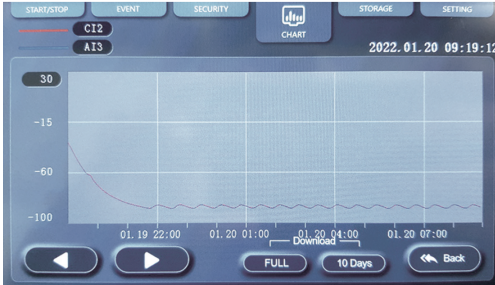 START/STOP EVENT SECURITY CHART STORAGE SETTING
CI2
AI3
2022.01.20 09:19:12
30
-15
-60
-100
01.19 22:00 01.20 01:00 01.20 04:00 01.20 07:00
Download
FULL 10 Days Back